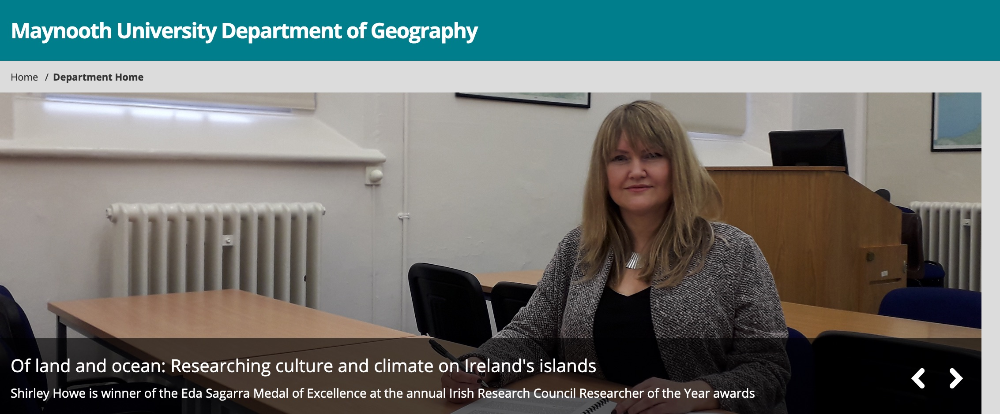 Maynooth University Department of Geography
Home / Department Home
Of land and ocean: Researching culture and climate on Ireland's islands
Shirley Howe is winner of the Eda Sagarra Medal of Excellence at the annual Irish Research Council Researcher of the Year awards